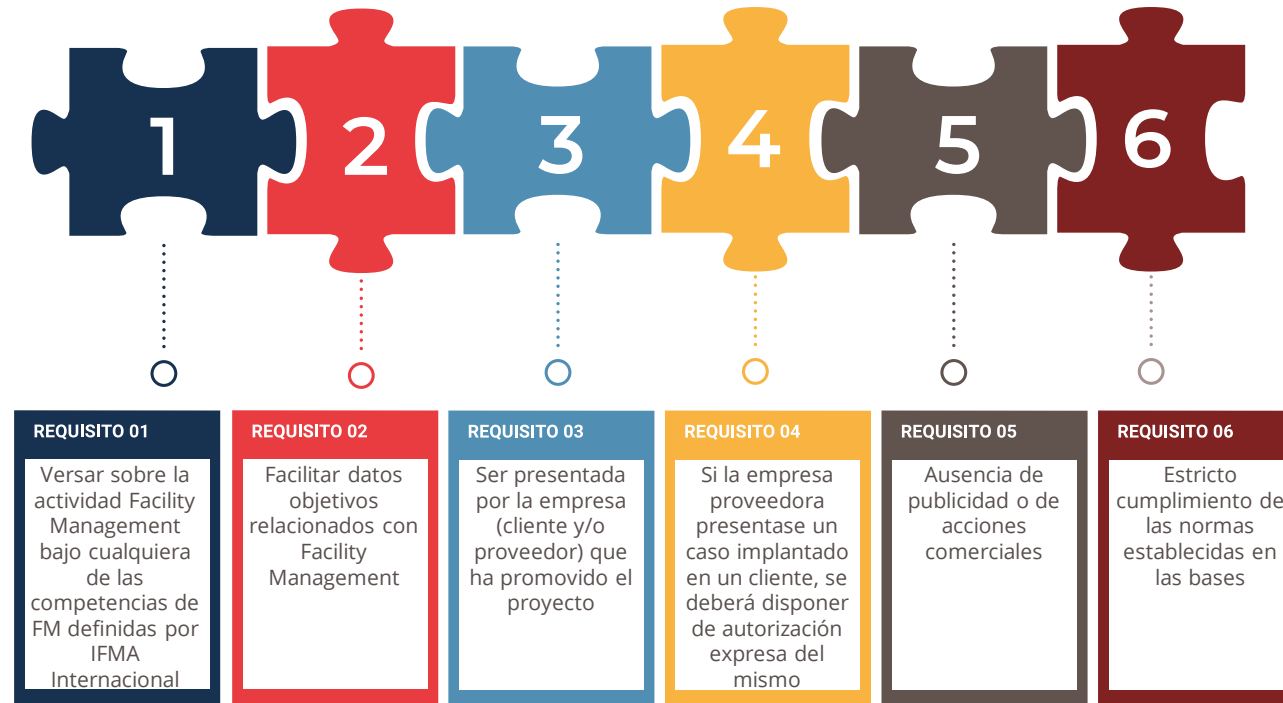 1
2
3
4
5
6
REQUISITO 01
Versar sobre la
actividad Facility
Management
bajo cualquiera
de las
competencias de
FM definidas por
IFMA
Internacional
REQUISITO 02
Facilitar datos
objetivos
relacionados con
Facility
Management
REQUISITO 03
Ser presentada
por la empresa
(cliente y/o
proveedor) que
ha promovido el
proyecto
REQUISITO 04
Si la empresa
proveedora
presentase un
caso implantado
en un cliente, se
deberá disponer
de autorización
expresa del
mismo
REQUISITO 05
Ausencia de
publicidad o de
acciones
comerciales
REQUISITO 06
Estricto
cumplimiento de
las normas
establecidas en
las bases